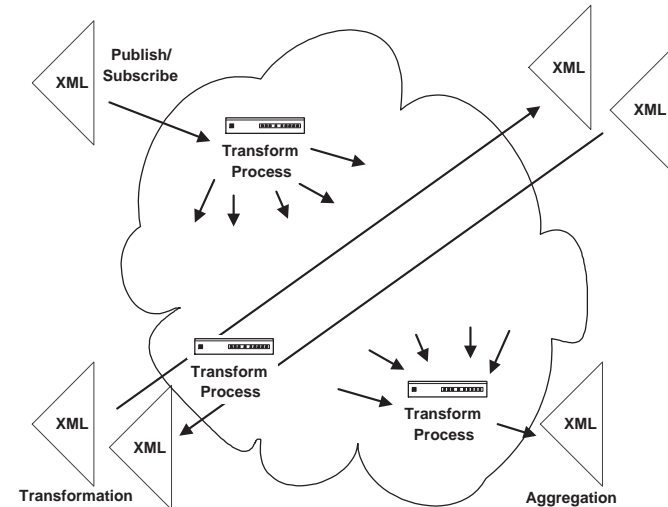 Publish/
Subscribe
XML
XML
XML
Transform
Process
Transform
Process
Transform
Process
XML
XML
XML
Transformation
Aggregation